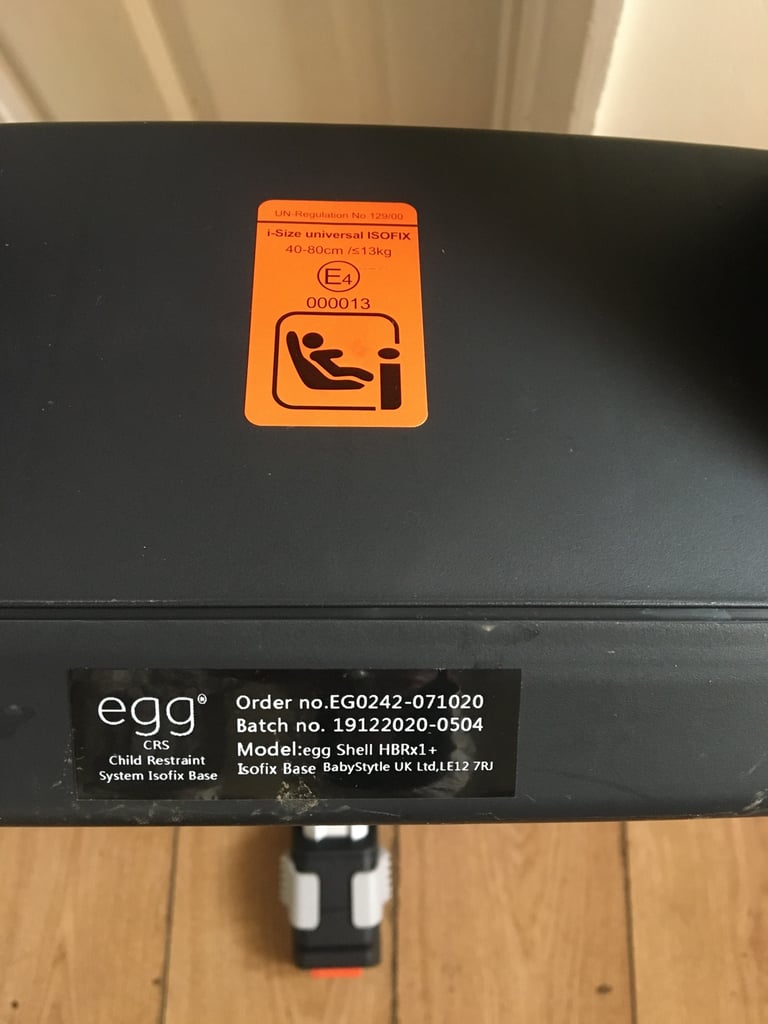 UN-Regulation No 129/00
i-Size universal ISOFIX
40-80cm /≤13kg
E4
000013
egg®
CRS
Child Restraint
System Isofix Base
Order no.EG0242-071020
Batch no. 19122020-0504
Model:egg Shell HBRx1+
Isofix Base BabyStytle UK Ltd,LE12 7RJ